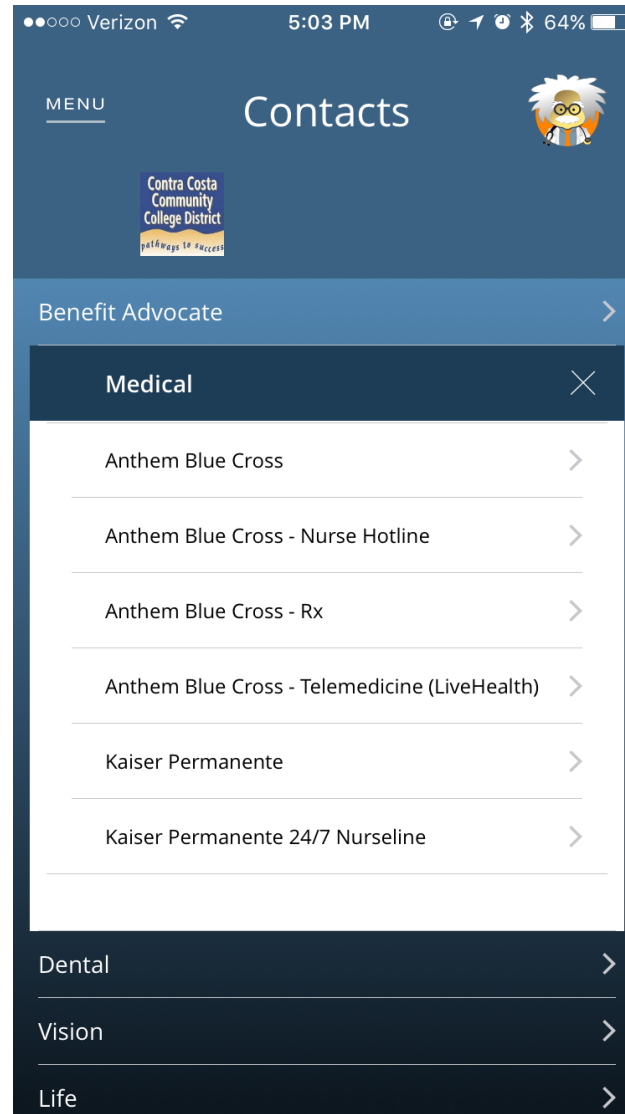 Verizon 5:03 PM 64%
MENU
Contacts
Contra Costa
Community
College District
pathways to success
Benefit Advocate
Medical
Anthem Blue Cross
Anthem Blue Cross - Nurse Hotline
Anthem Blue Cross - Rx
Anthem Blue Cross - Telemedicine (LiveHealth)
Kaiser Permanente
Kaiser Permanente 24/7 Nurseline
Dental
Vision
Life